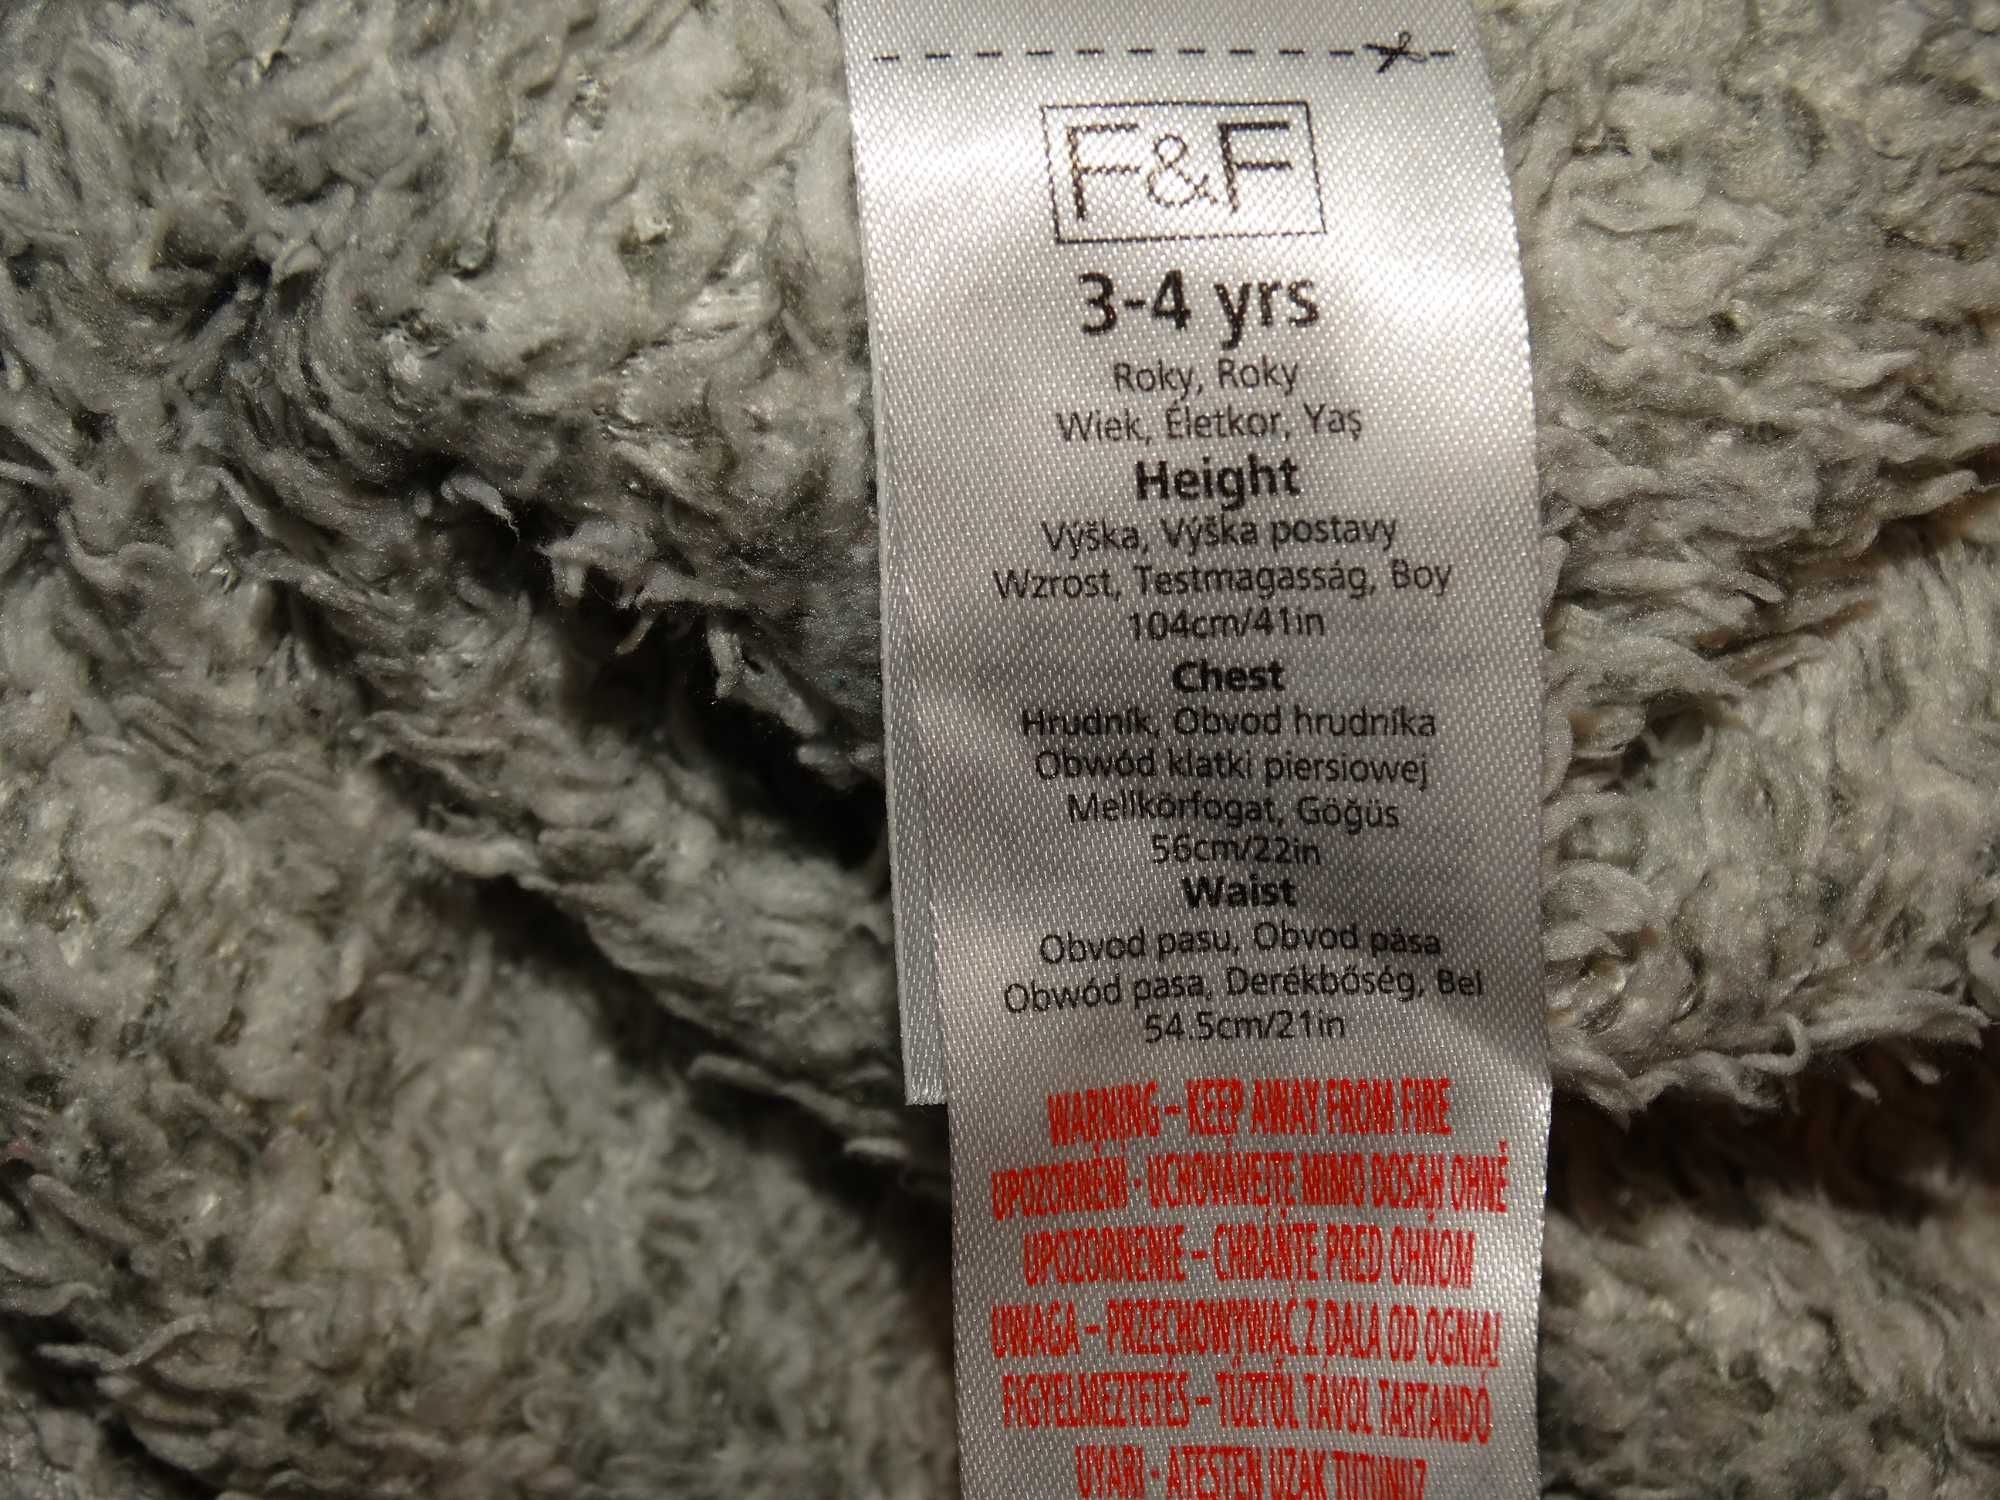 F&F
3-4 yrs
Roky, Roky
Wiek, Életkor, Yaş
Height
Výška, Výška postavy
Wzrost, Testmagasság, Boy
104cm/41in
Chest
Hrudník, Obvod hrudníka
Obwód klatki piersiowej
Mellkörfogat, Göğüs
56cm/22in
Waist
Obvod pasu, Obvod pása
Obwód pasa, Derékbőség, Bel
54.5cm/21in
WARNING – KEEP AWAY FROM FIRE
UPOZORNĚNÍ - UCHOVÁVEJTE MIMO DOSAH OHNĚ
UPOZORNENIE – CHRÁŇTE PRED OHŇOM
UWAGA – PRZECHOWYWAĆ Z DALA OD OGNIA!
FIGYELMEZTETÉS – TŰZTŐL TÁVOL TARTANDÓ
UYARI - ATEŞTEN UZAK TUTUNUZ